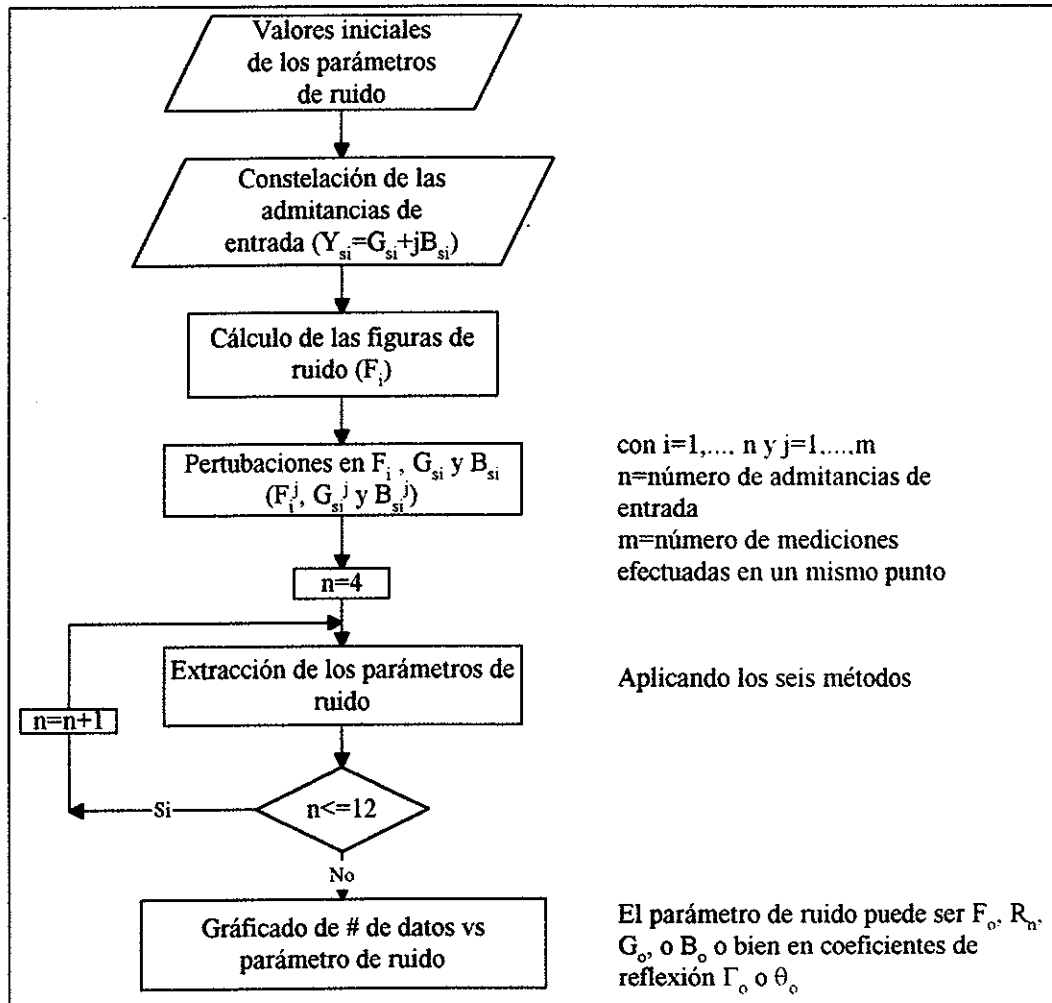 Valores iniciales
de los parámetros
de ruido
Constelación de las
admitancias de
entrada (Y_si=G_si+jB_si)
Cálculo de las figuras de
ruido (F_i)
Pertubaciones en F_i , G_si y B_si
(F_i^j, G_si^j y B_si^j)
con i=1,.... n y j=1.....m
n=número de admitancias de
entrada
m=número de mediciones
efectuadas en un mismo punto
n=4
Extracción de los parámetros de
ruido
Aplicando los seis métodos
n=n+1
n<=12
Si
No
Gráficado de # de datos vs
parámetro de ruido
El parámetro de ruido puede ser F_o, R_n,
G_o, o B_o o bien en coeficientes de
reflexión Γ_o o θ_o